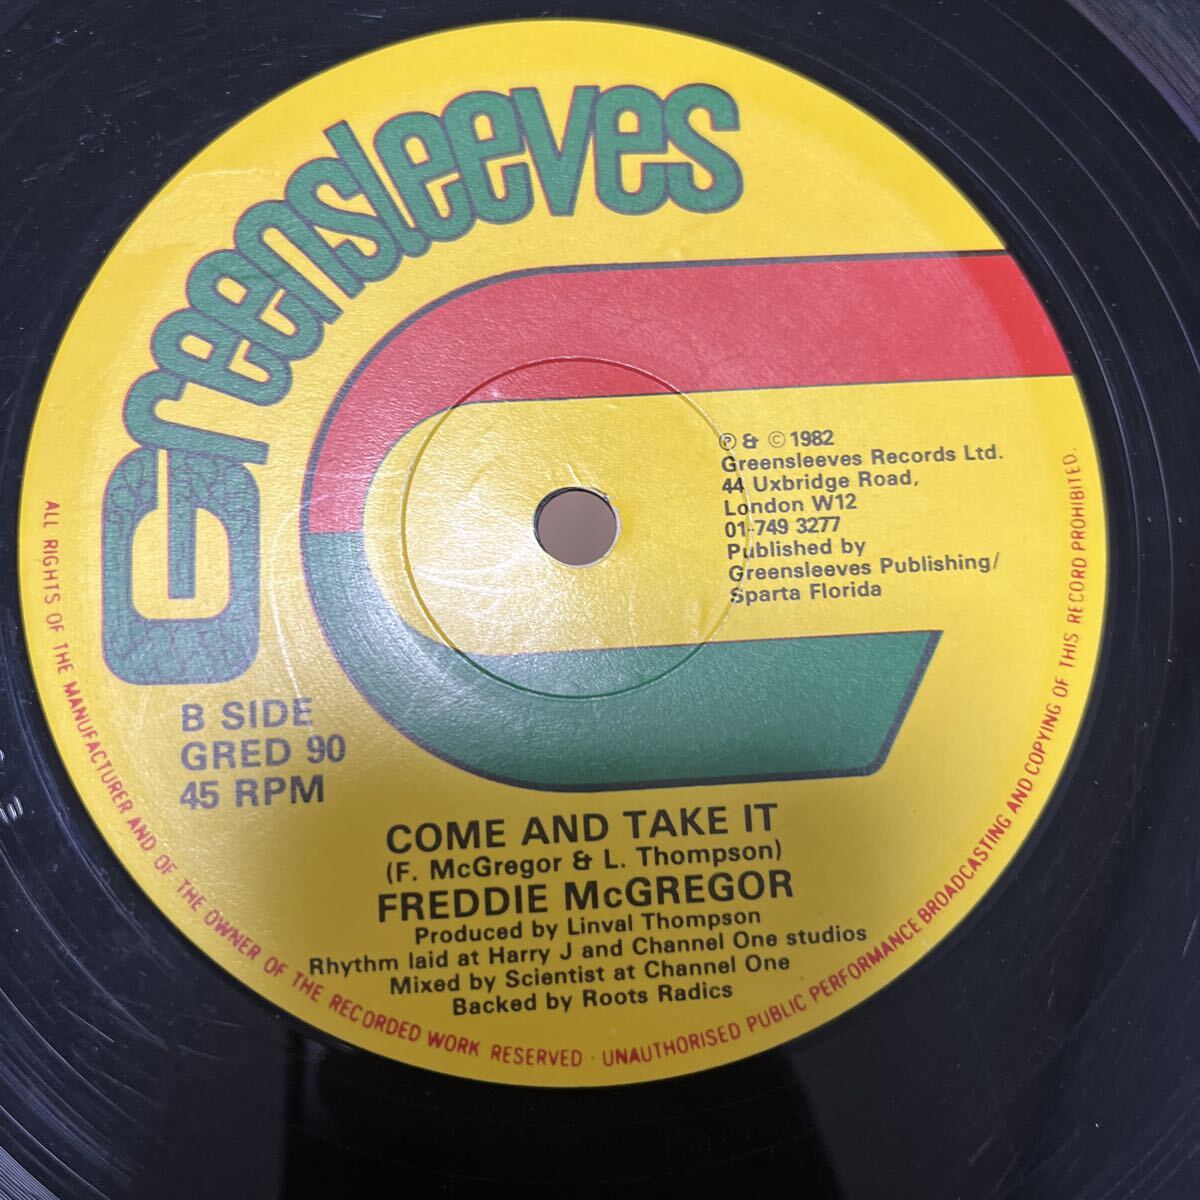 Greensleeves
℗ & © 1982
Greensleeves Records Ltd.
44 Uxbridge Road,
London W12
01-749 3277
Published by
Greensleeves Publishing/
Sparta Florida
B SIDE
GRED 90
45 RPM
COME AND TAKE IT
(F. McGregor & L. Thompson)
FREDDIE McGREGOR
Produced by Linval Thompson
Rhythm laid at Harry J and Channel One studios
Mixed by Scientist at Channel One
Backed by Roots Radics
ALL RIGHTS OF THE MANUFACTURER AND OF THE OWNER OF THE RECORDED WORK RESERVED · UNAUTHORISED PUBLIC PERFORMANCE BROADCASTING AND COPYING OF THIS RECORD PROHIBITED.